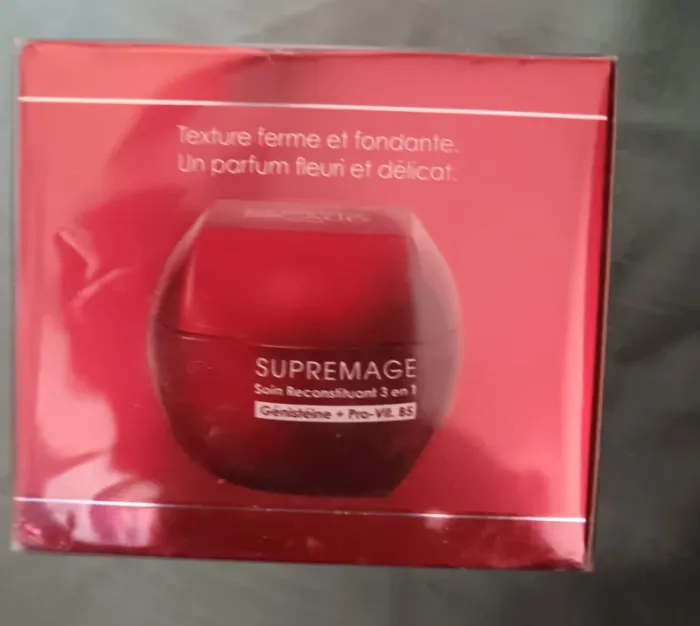 Texture ferme et fondante.
Un parfum fleuri et délicat.
SUPREMAGE
Soin Reconstituant 3 en 1
Génistéine + Pro-Vit. B5